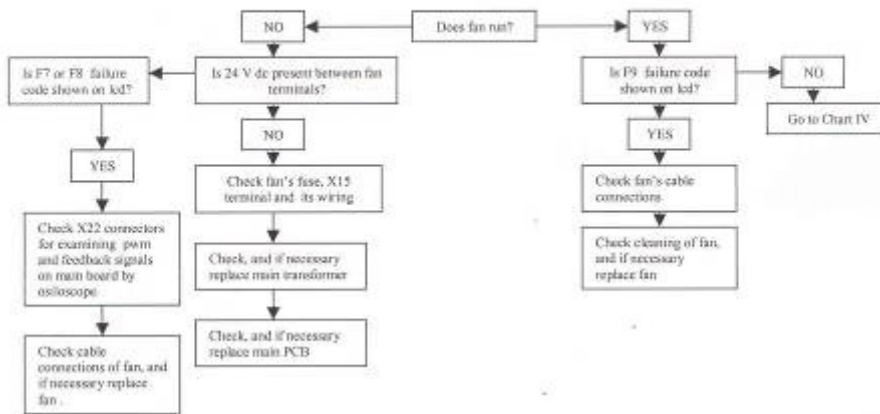 NO
Does fan run?
YES
Is F7 or F8 failure
code shown on lcd?
Is 24 V dc present between fan
terminals?
Is F9 failure code
shown on lcd?
NO
Go to Chart IV
YES
NO
YES
Check fan's fuse, X15
terminal and its wiring
Check fan's cable
connections
Check X22 connectors
for examining pwm
and feedback signals
on main board by
osiloscope.
Check, and if necessary
replace main transformer
Check cleaning of fan,
and if necessary
replace fan
Check cable
connections of fan, and
if necessary replace
fan .
Check, and if necessary
replace main PCB